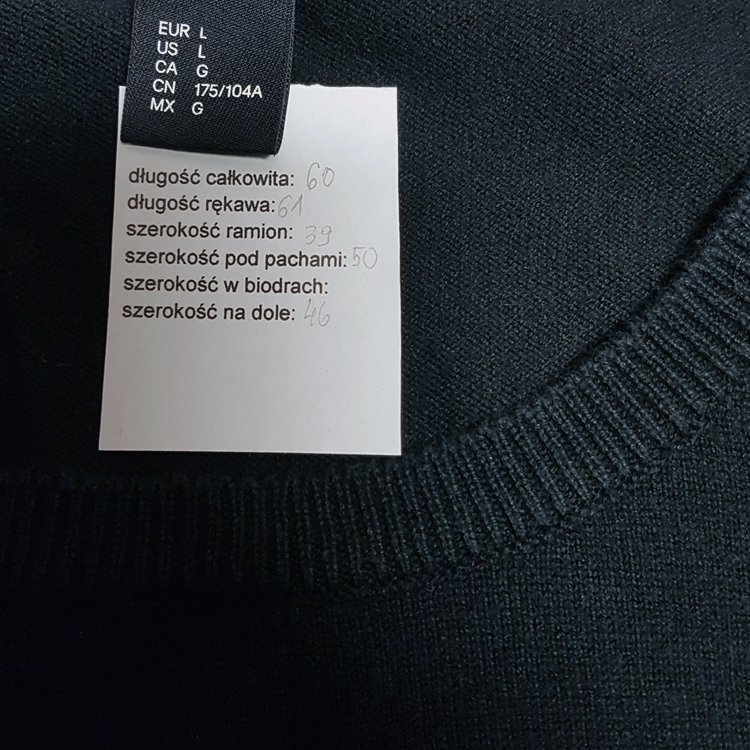 EUR L
US L
CA G
CN 175/104A
MX G
długość całkowita: 60
długość rękawa: 61
szerokość ramion: 39
szerokość pod pachami: 50
szerokość w biodrach:
szerokość na dole: 46